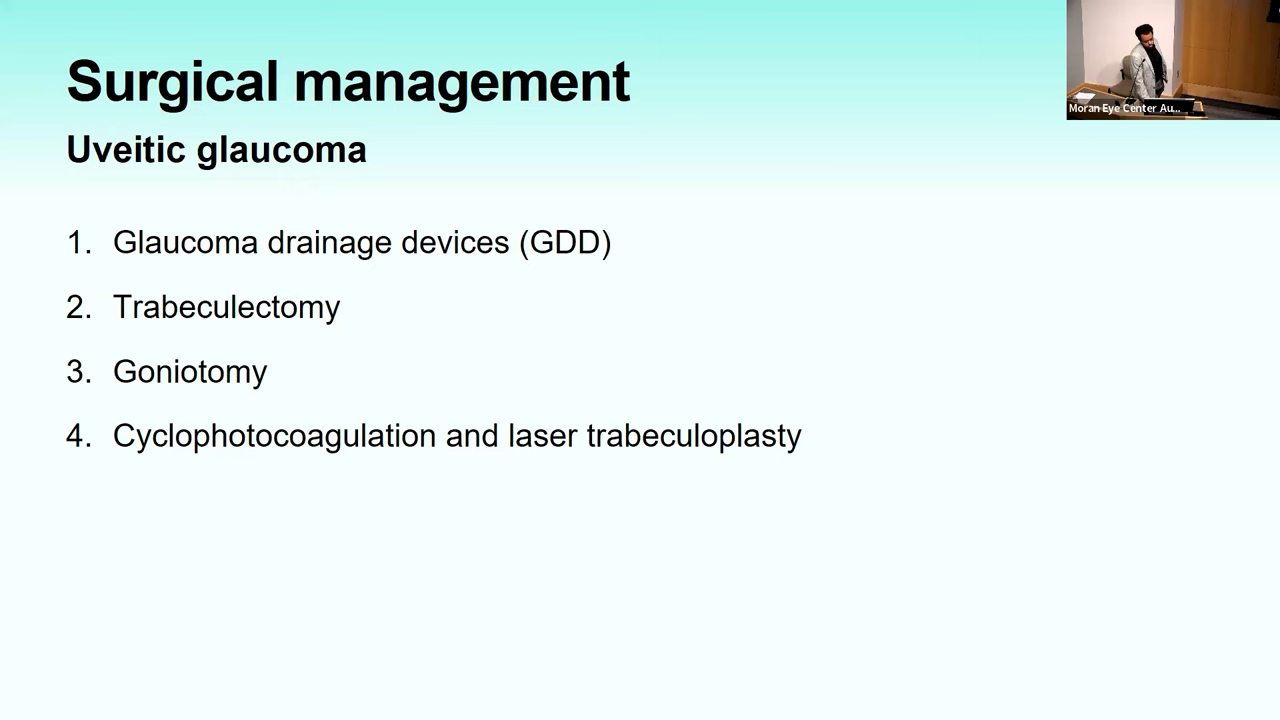 Surgical management
Moran Eye Center Au...
Uveitic glaucoma
1. Glaucoma drainage devices (GDD)
2. Trabeculectomy
3. Goniotomy
4. Cyclophotocoagulation and laser trabeculoplasty